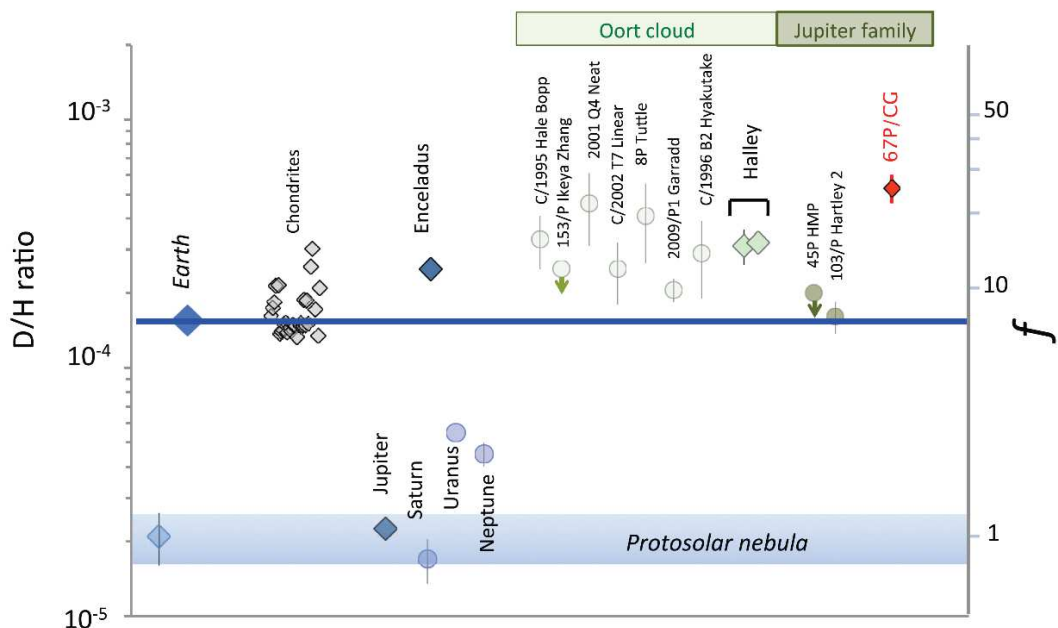 Oort cloud
Jupiter family
10-3
10-4
10-5
D/H ratio
Earth
Chondrites
Enceladus
C/1995 Hale Bopp
153/P Ikeya Zhang
2001 Q4 Neat
C/2002 T7 Linear
8P Tuttle
2009/P1 Garradd
C/1996 B2 Hyakutake
Halley
45P HMP
103/P Hartley 2
67P/CG
Jupiter
Saturn
Uranus
Neptune
Protosolar nebula
50
10
1
f